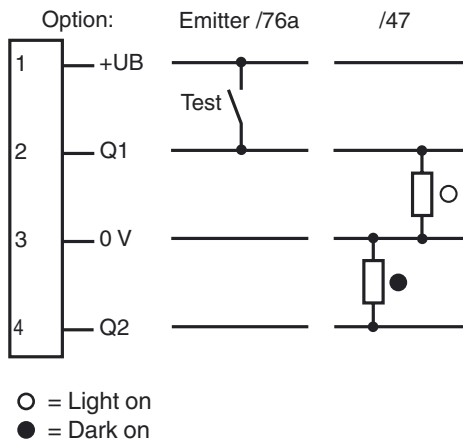 Option: Emitter /76a /47
1 +UB
Test
2 Q1
3 0 V
4 Q2
= Light on
= Dark on